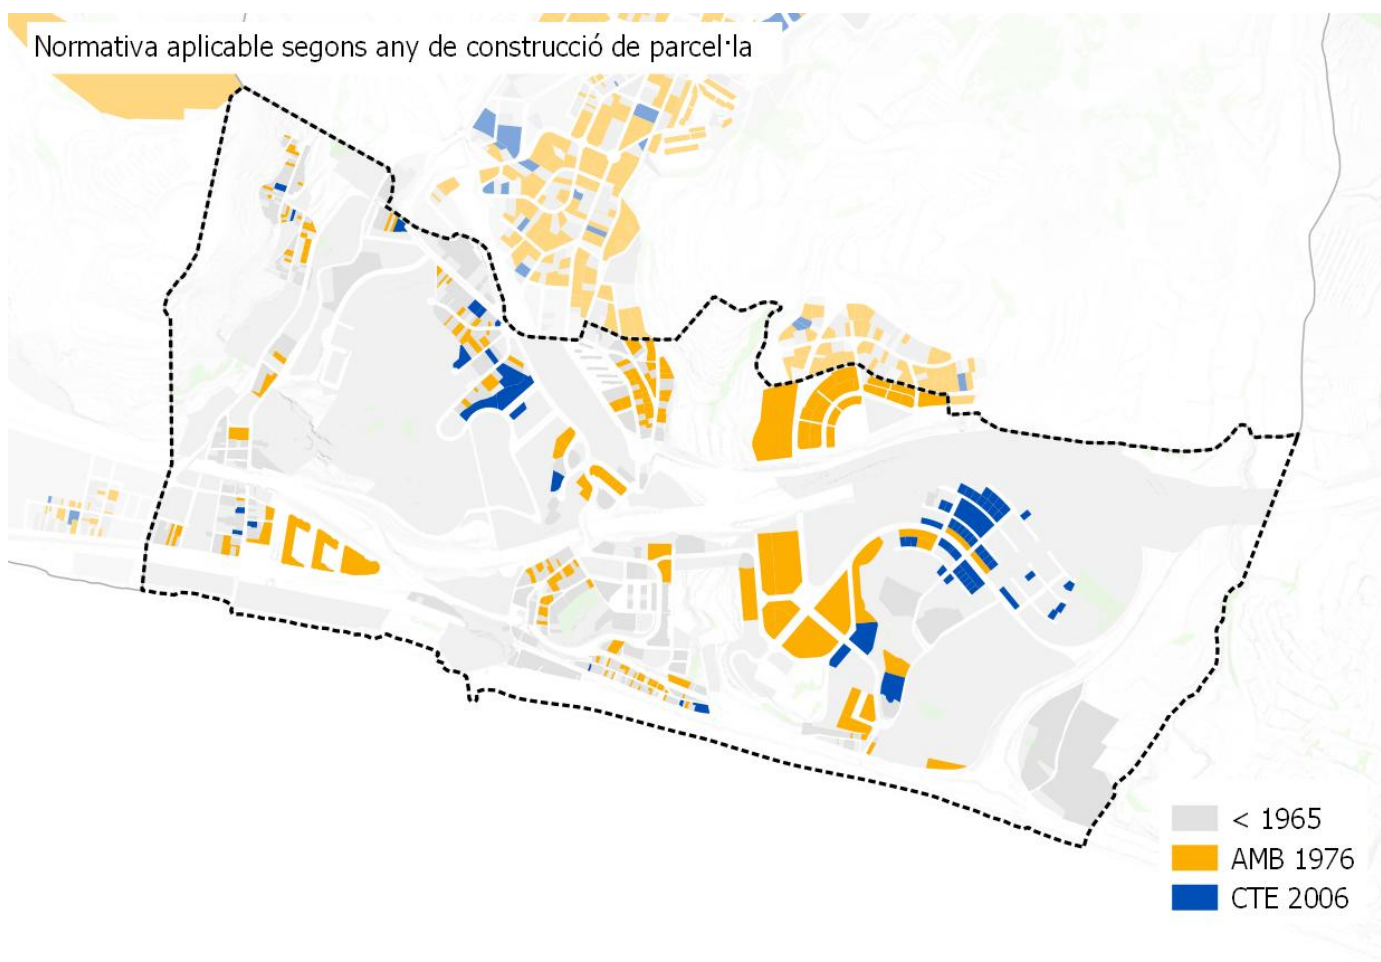 Normativa aplicable segons any de construcció de parcel·la
< 1965
AMB 1976
CTE 2006